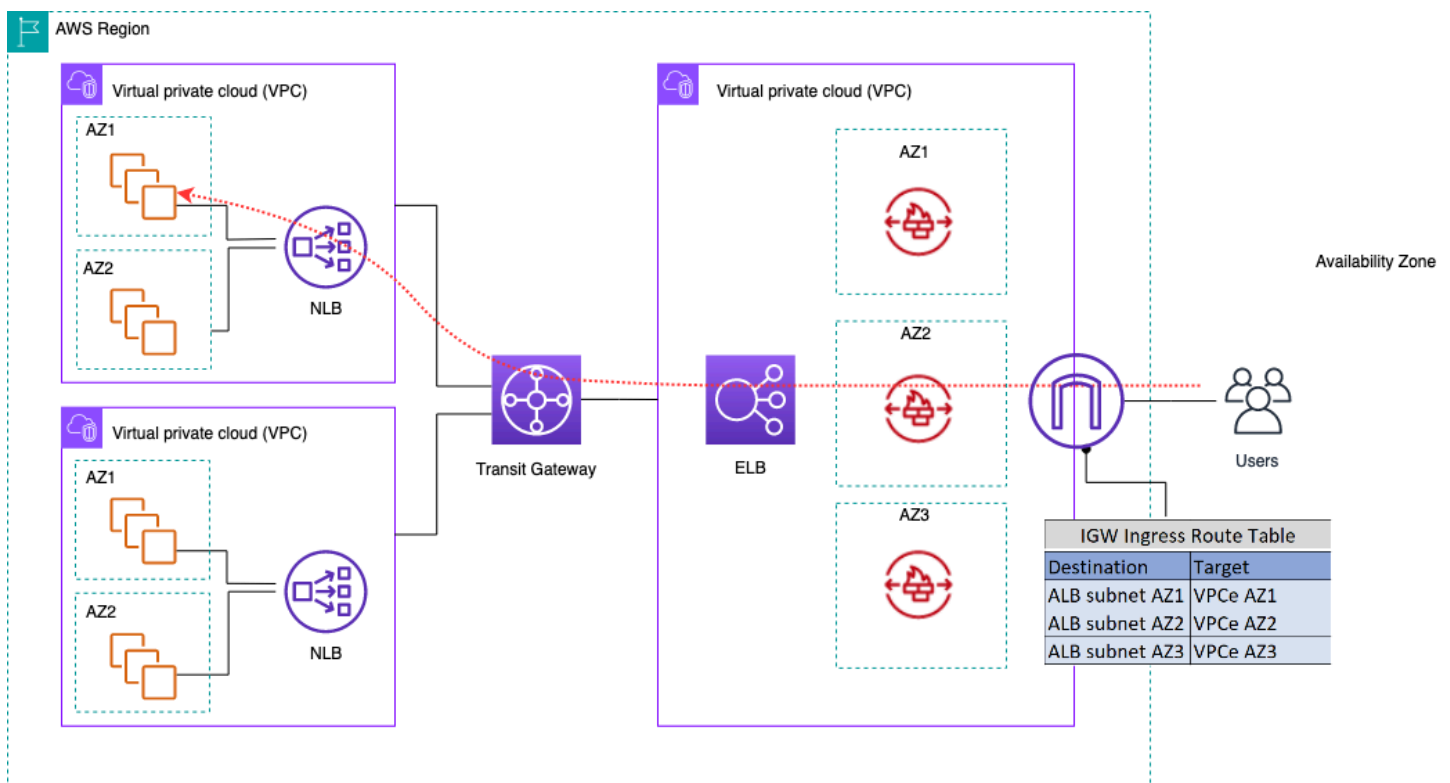 AWS Region
Virtual private cloud (VPC)
AZ1
AZ2
NLB
Virtual private cloud (VPC)
AZ1
AZ2
NLB
Transit Gateway
Virtual private cloud (VPC)
ELB
AZ1
AZ2
AZ3
Availability Zone
Users
IGW Ingress Route Table
Destination Target
ALB subnet AZ1 VPCe AZ1
ALB subnet AZ2 VPCe AZ2
ALB subnet AZ3 VPCe AZ3